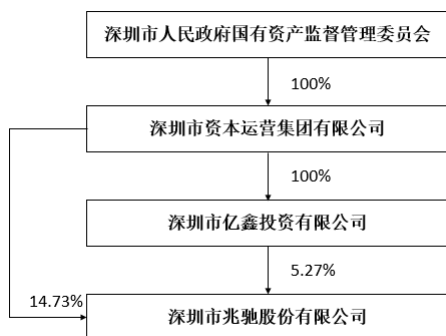 深圳市人民政府国有资产监督管理委员会
100%
深圳市资本运营集团有限公司
100%
深圳市亿鑫投资有限公司
5.27%
14.73%
深圳市兆驰股份有限公司